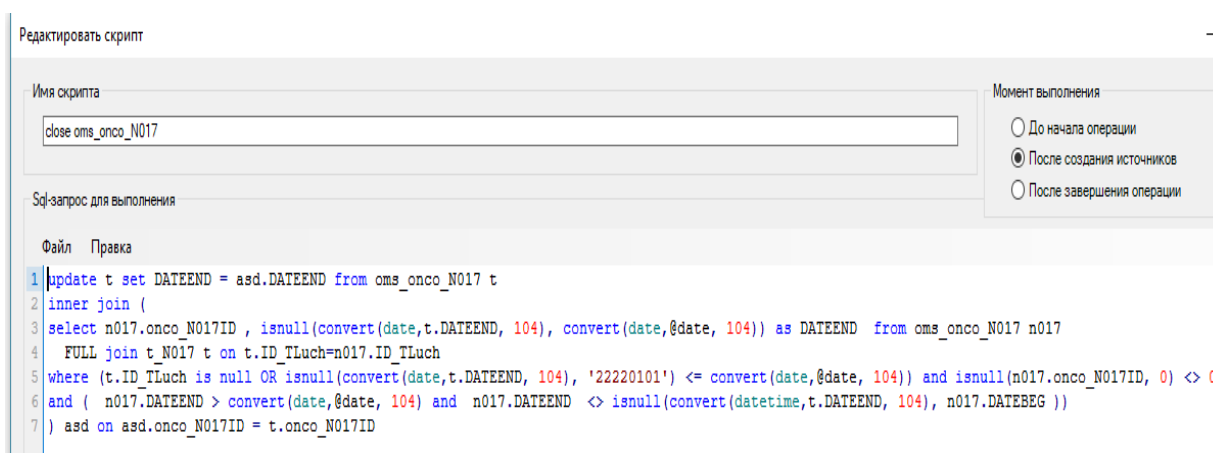 Редактировать скрипт
Имя скрипта
Момент выполнения
close oms_onco_N017
До начала операции
После создания источников
После завершения операции
Sql-запрос для выполнения
Файл Правка
1 update t set DATEEND = asd.DATEEND from oms_onco_N017 t
2 inner join (
3 select n017.onco_N017ID , isnull(convert(date,t.DATEEND, 104), convert(date,@date, 104)) as DATEEND from oms_onco_N017 n017
4 FULL join t_N017 t on t.ID_TLuch=n017.ID_TLuch
5 where (t.ID_TLuch is null OR isnull(convert(date,t.DATEEND, 104), '22220101') <= convert(date,@date, 104)) and isnull(n017.onco_N017ID, 0) <> 0
6 and ( n017.DATEEND > convert(date,@date, 104) and n017.DATEEND <> isnull(convert(datetime,t.DATEEND, 104), n017.DATEBEG ))
7 ) asd on asd.onco_N017ID = t.onco_N017ID